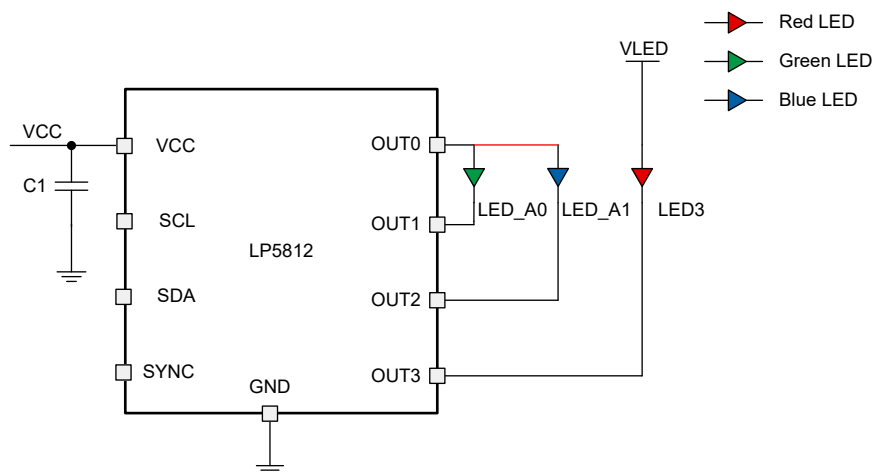 Red LED
VLED
Green LED
Blue LED
VCC
VCC
OUT0
C1
LED_A0
LED_A1
LED3
SCL
OUT1
LP5812
SDA
OUT2
SYNC
OUT3
GND